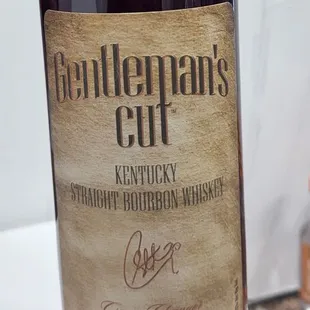 Gentleman's
cut
KENTUCKY
STRAIGHT BOURBON WHISKEY